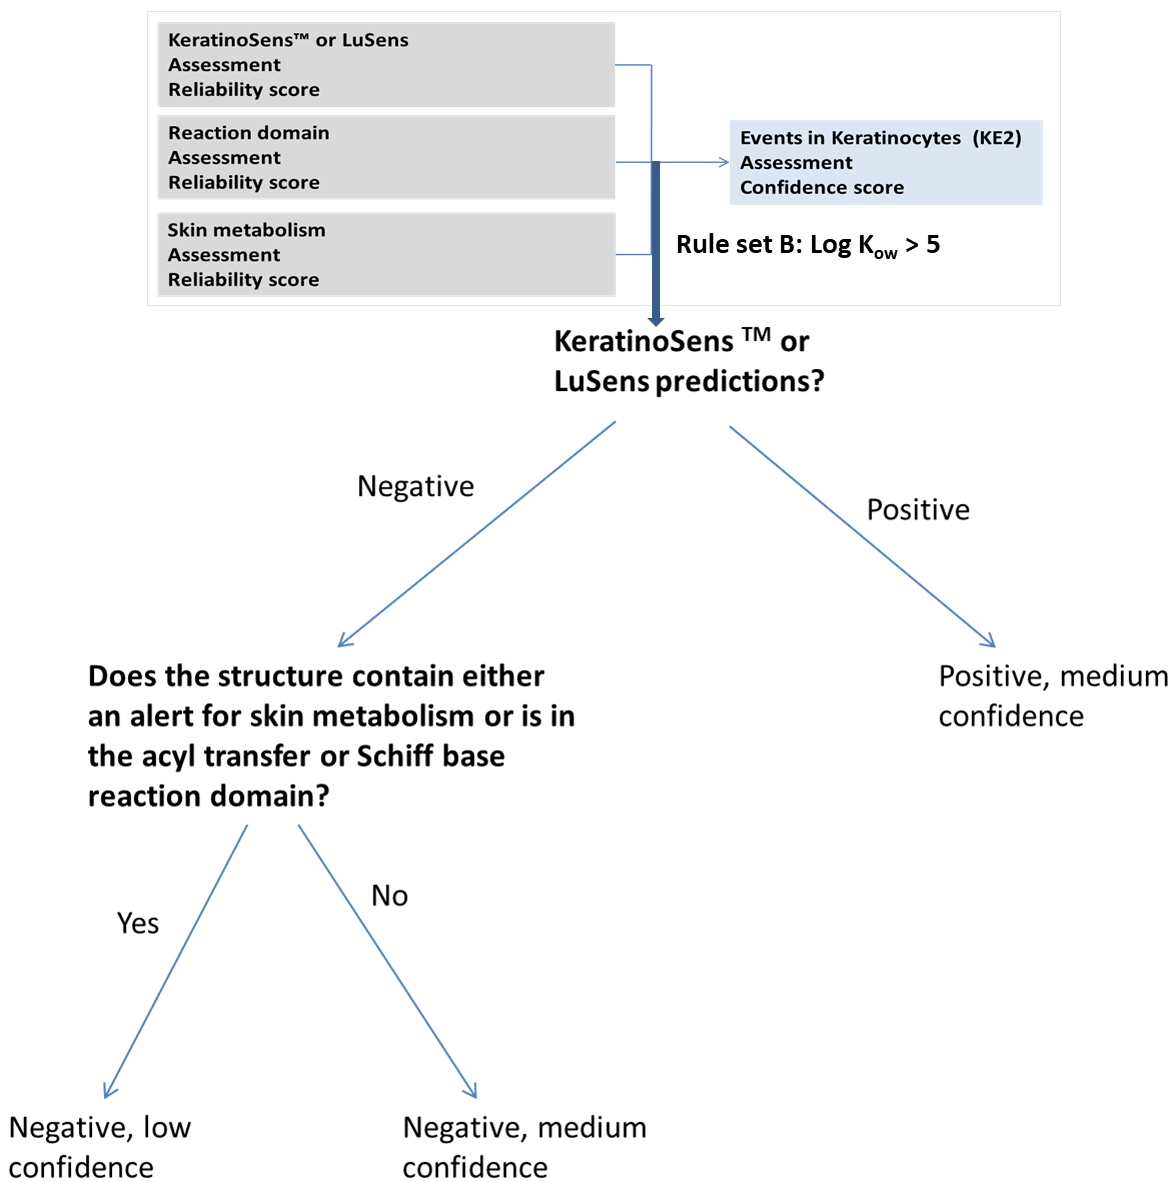 KeratinoSens™ or LuSens
Assessment
Reliability score
Reaction domain
Assessment
Reliability score
Skin metabolism
Assessment
Reliability score
Events in Keratinocytes (KE2)
Assessment
Confidence score
Rule set B: Log Kow > 5
KeratinoSens TM or
LuSens predictions?
Negative
Positive
Does the structure contain either
an alert for skin metabolism or is in
the acyl transfer or Schiff base
reaction domain?
Positive, medium
confidence
Yes
No
Negative, low
confidence
Negative, medium
confidence